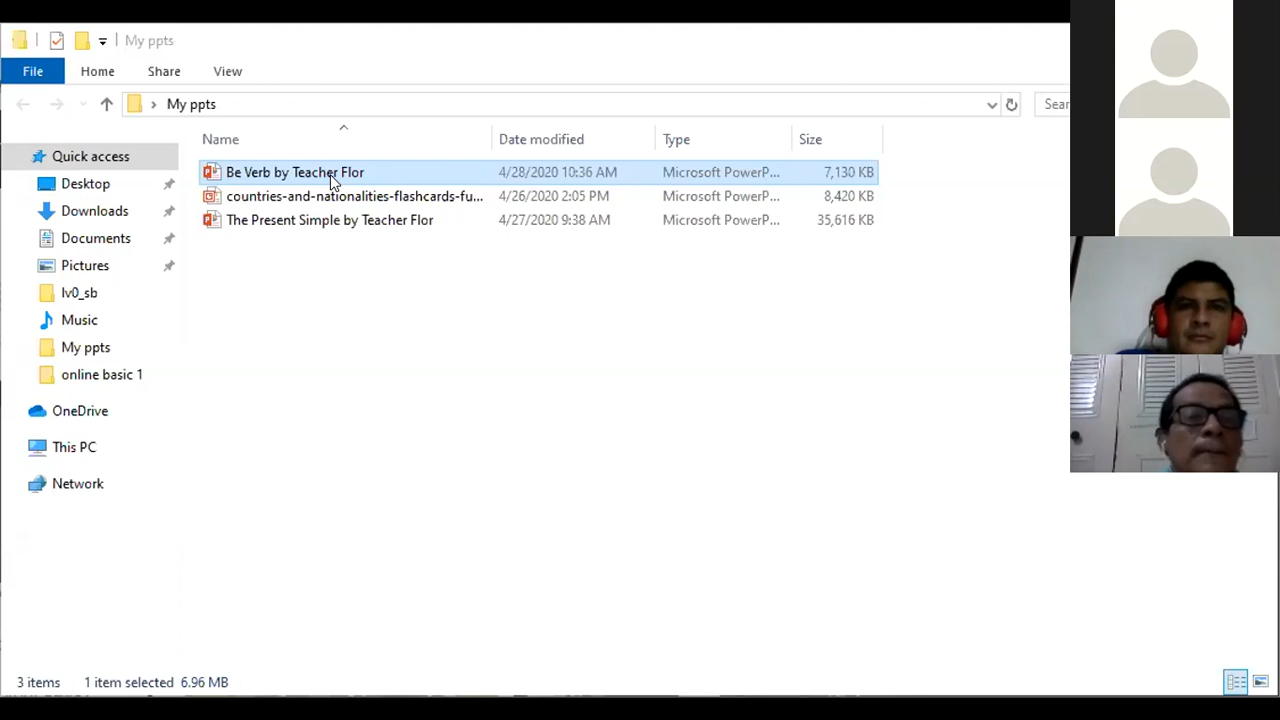 My ppts
File Home Share View
My ppts
Sear
Name Date modified Type Size
Quick access
Be Verb by Teacher Flor 4/28/2020 10:36 AM Microsoft PowerP... 7,130 KB
Desktop
countries-and-nationalities-flashcards-fu... 4/26/2020 2:05 PM Microsoft PowerP... 8,420 KB
Downloads
The Present Simple by Teacher Flor 4/27/2020 9:38 AM Microsoft PowerP... 35,616 KB
Documents
Pictures
lv0_sb
Music
My ppts
online basic 1
OneDrive
This PC
Network
3 items 1 item selected 6.96 MB